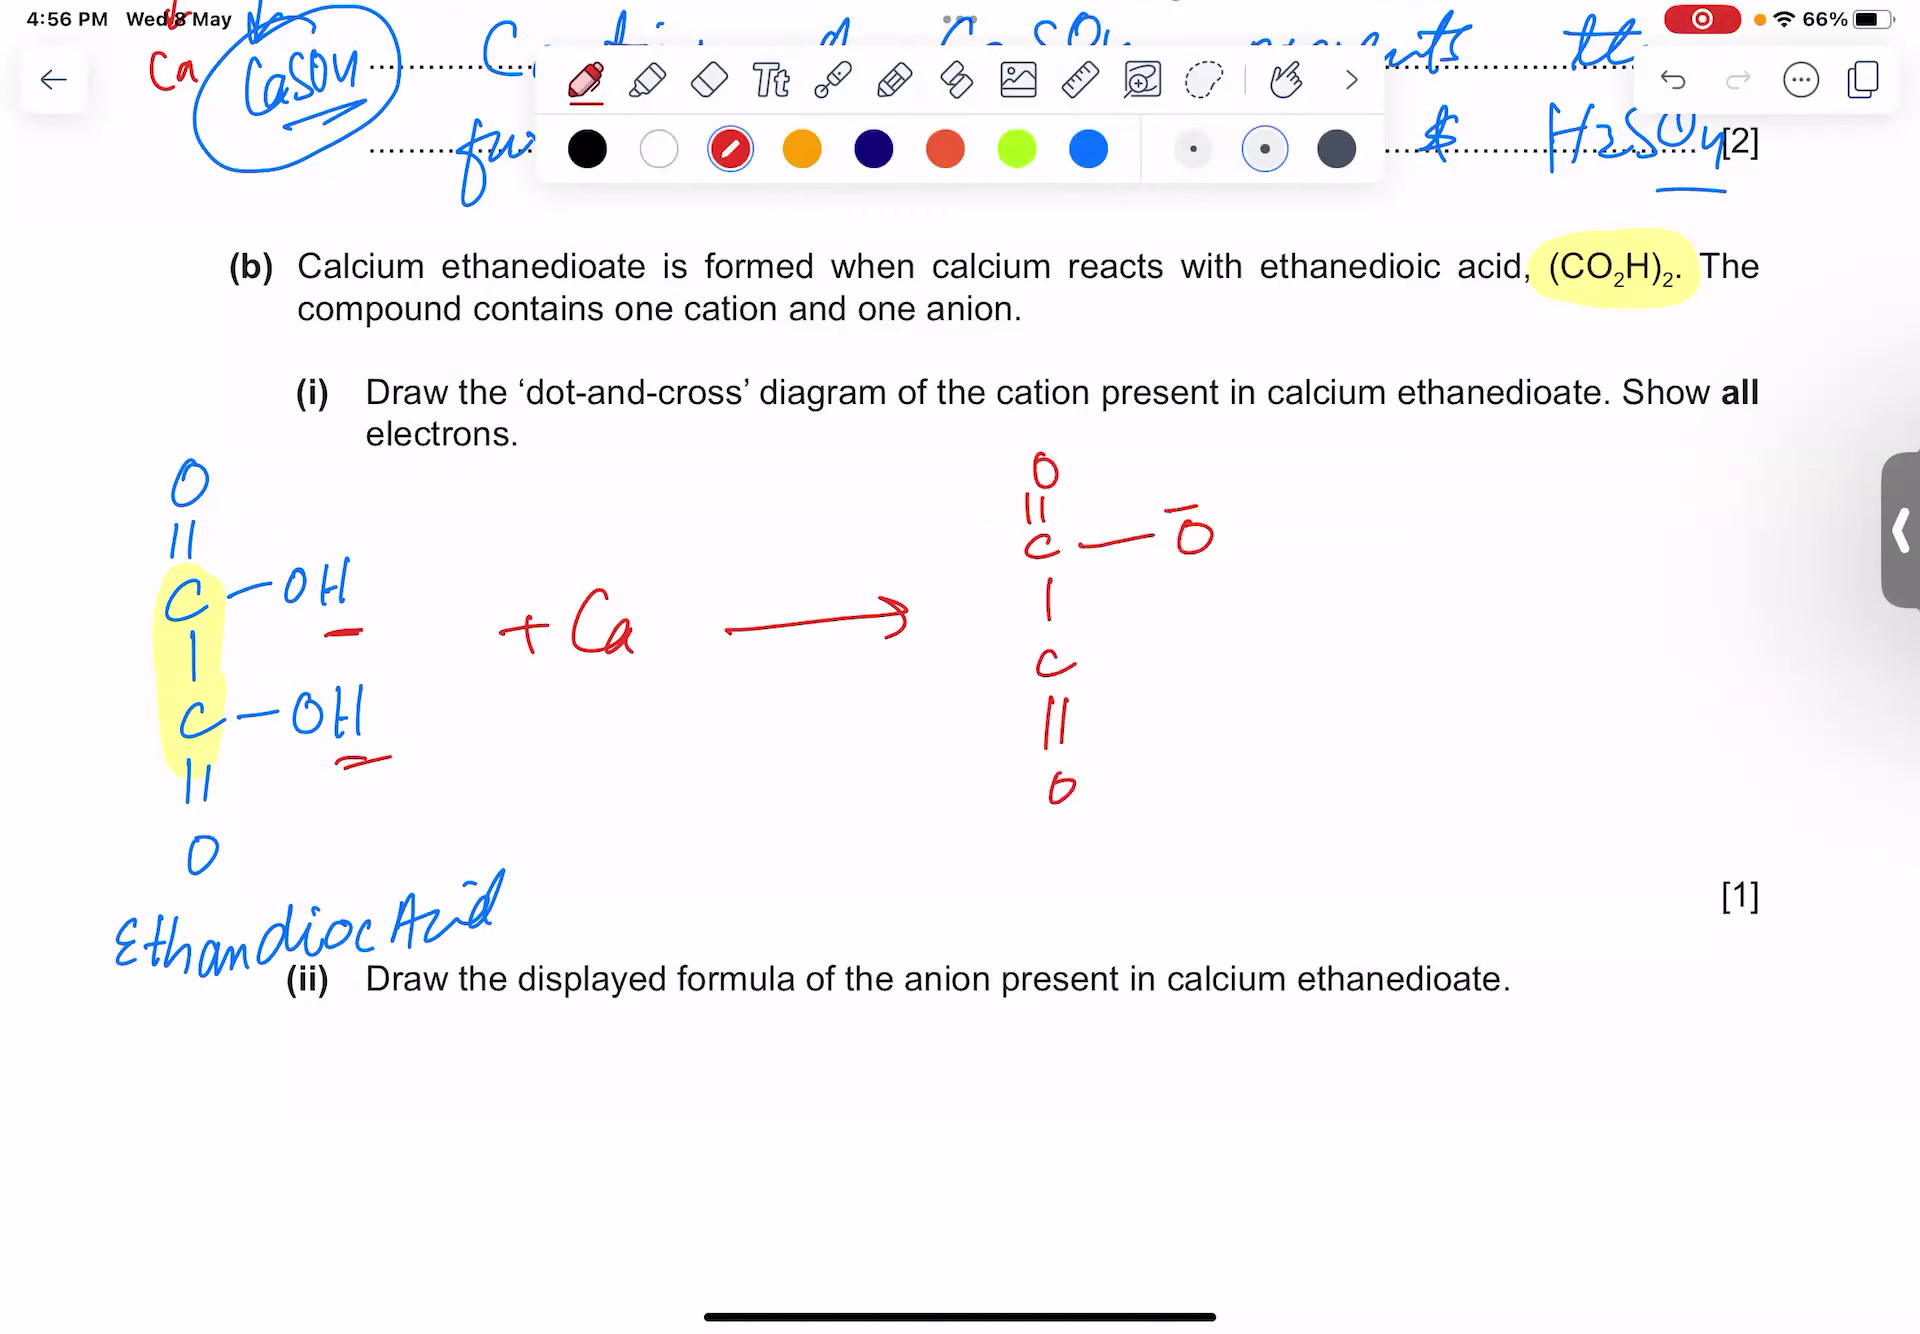 4:56 PM Wed 8 May
66%
Ca CaSO4
Tt
H2SO4 [2]
(b) Calcium ethanedioate is formed when calcium reacts with ethanedioic acid, (CO₂H)₂. The
compound contains one cation and one anion.
(i) Draw the ‘dot-and-cross’ diagram of the cation present in calcium ethanedioate. Show all
electrons.
O
||
C – OH
|
C – OH
||
O
+ Ca →
O
||
C – O⁻
|
C
||
O
[1]
Ethandioc Acid
(ii) Draw the displayed formula of the anion present in calcium ethanedioate.